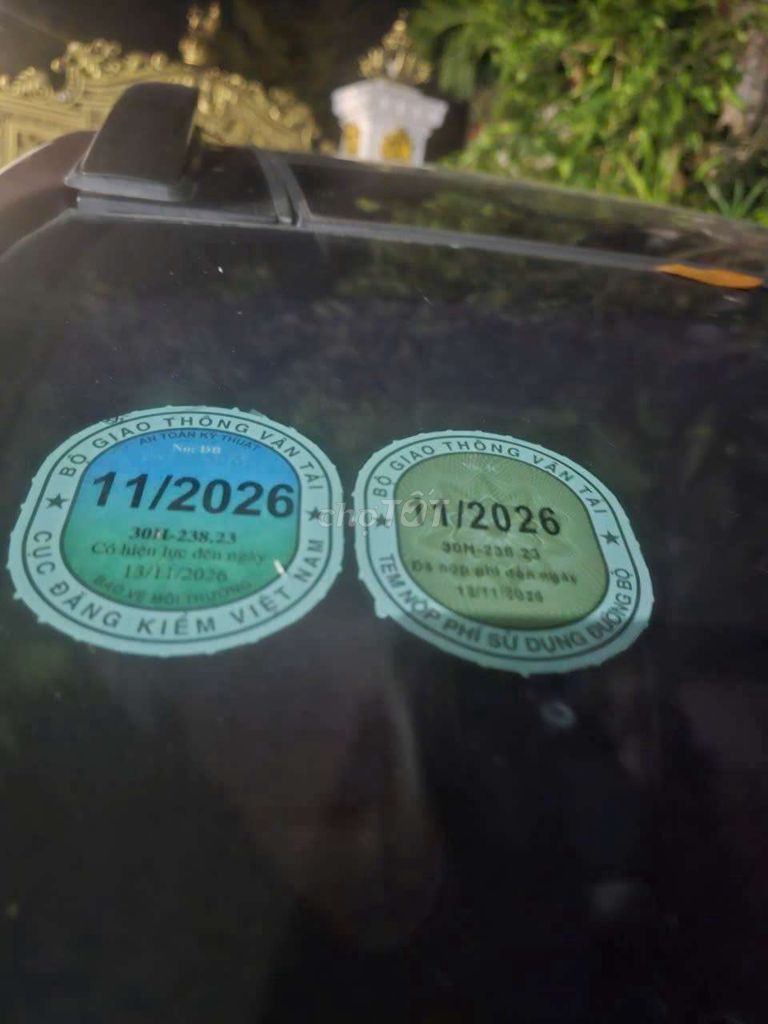 BỘ GIAO THÔNG VẬN TẢI
AN TOÀN KỸ THUẬT
11/2026
30H-238.23
Có hiệu lực đến ngày
13/11/2026
BẢO VỆ MÔI TRƯỜNG
CỤC ĐĂNG KIỂM VIỆT NAM
BỘ GIAO THÔNG VẬN TẢI
11/2026
30H-238.23
Đã nộp phí đến ngày
13/11/2026
TEM NỘP PHÍ SỬ DỤNG ĐƯỜNG BỘ
choTỐT